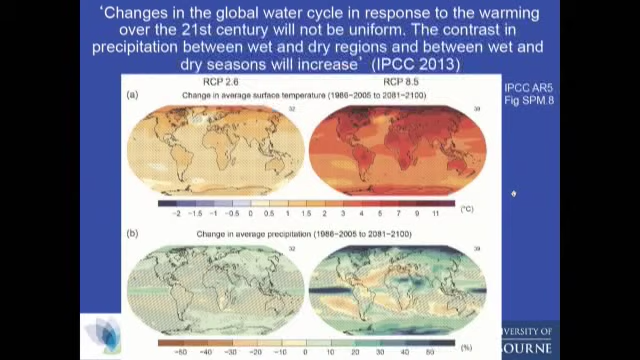 ‘Changes in the global water cycle in response to the warming
over the 21st century will not be uniform. The contrast in
precipitation between wet and dry regions and between wet and
dry seasons will increase’ (IPCC 2013)
RCP 2.6 RCP 8.5
(a) Change in average surface temperature (1986−2005 to 2081−2100)
IPCC AR5
Fig SPM.8
32 39
−2 −1.5 −1 −0.5 0 0.5 1 1.5 2 3 4 5 7 9 11 (°C)
(b) Change in average precipitation (1986−2005 to 2081−2100)
32 39
−50 −40 −30 −20 −10 0 10 20 30 40 50 (%)
VERSITY OF
BOURNE